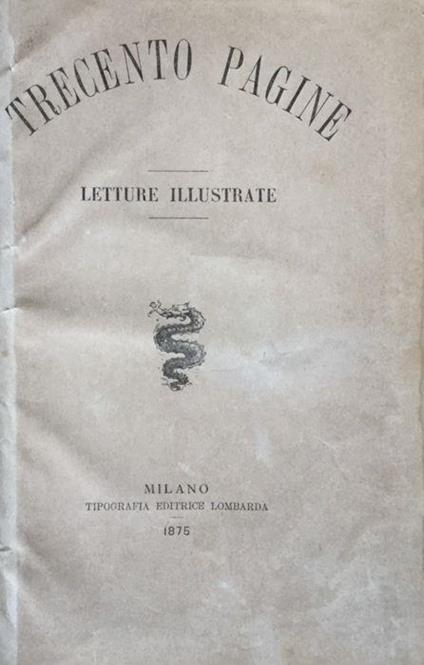 TRECENTO PAGINE
LETTURE ILLUSTRATE
MILANO
TIPOGRAFIA EDITRICE LOMBARDA
1875